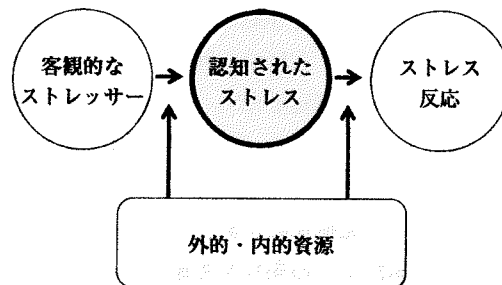 客観的な
ストレッサー
認知された
ストレス
ストレス
反応
外的・内的資源